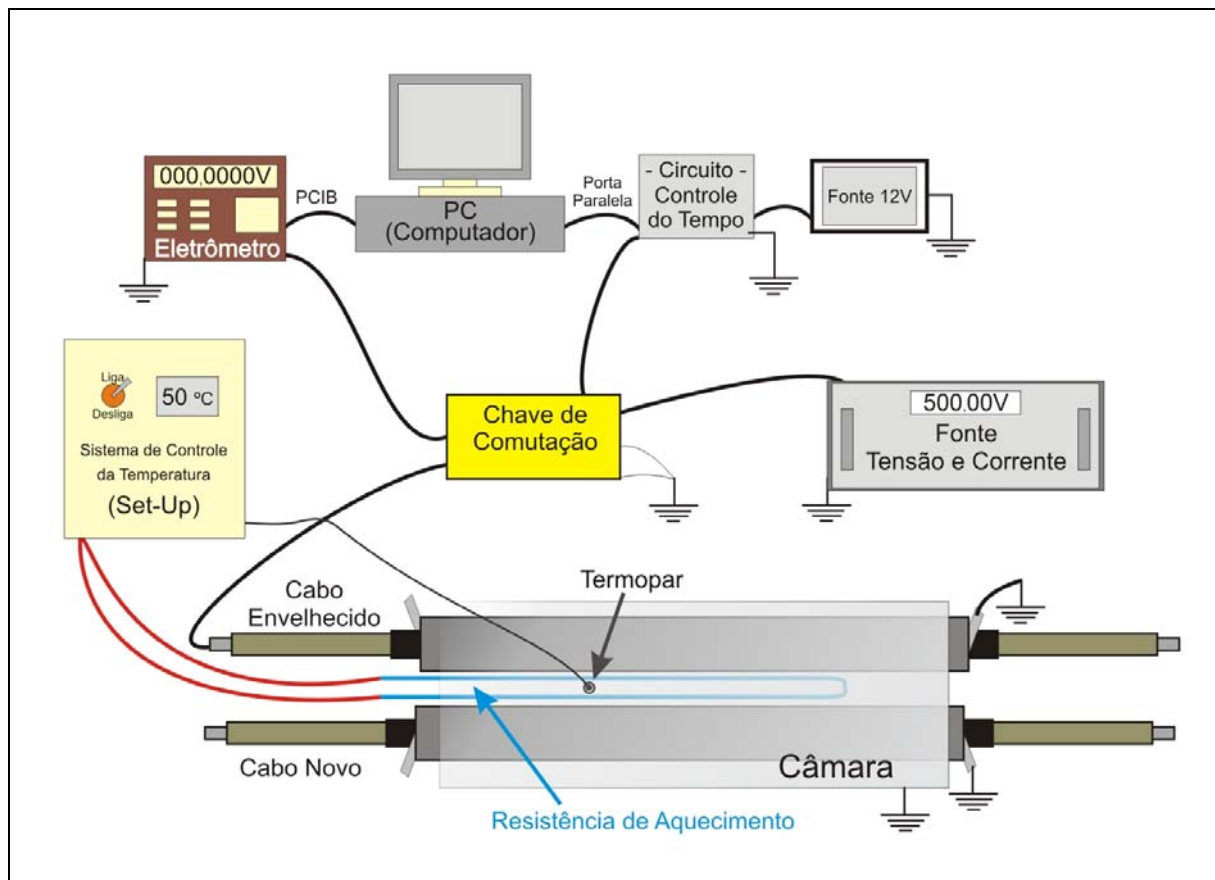 000,0000V
Eletrômetro
PCIB
PC
(Computador)
Porta
Paralela
- Circuito -
Controle
do Tempo
Fonte 12V
Liga
Desliga
50 ºC
Sistema de Controle
da Temperatura
(Set-Up)
Chave de
Comutação
500.00V
Fonte
Tensão e Corrente
Cabo
Envelhecido
Termopar
Cabo Novo
Câmara
Resistência de Aquecimento